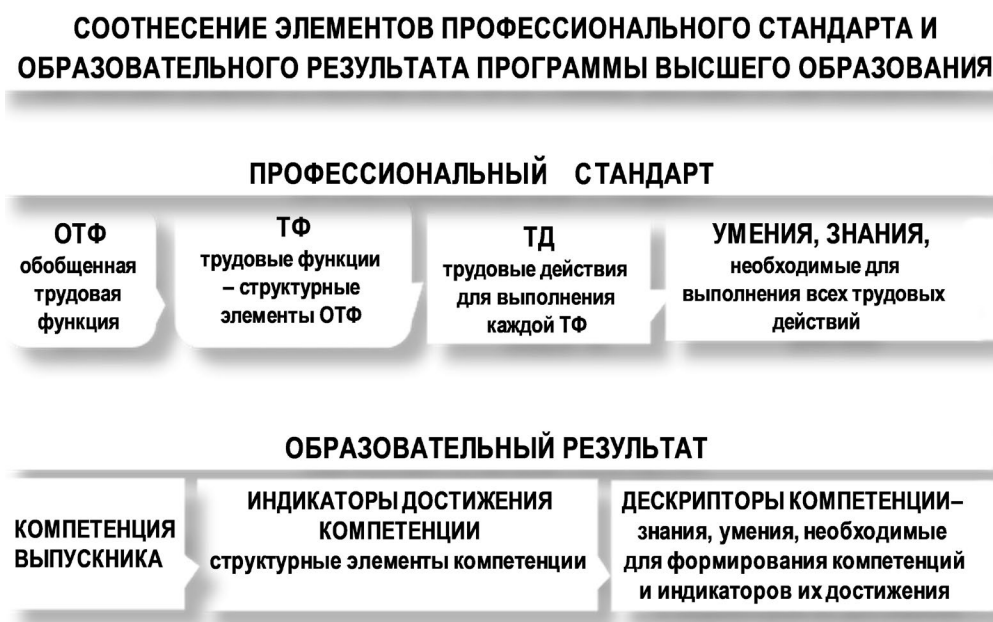 СООТНЕСЕНИЕ ЭЛЕМЕНТОВ ПРОФЕССИОНАЛЬНОГО СТАНДАРТА И
ОБРАЗОВАТЕЛЬНОГО РЕЗУЛЬТАТА ПРОГРАММЫ ВЫСШЕГО ОБРАЗОВАНИЯ
ПРОФЕССИОНАЛЬНЫЙ СТАНДАРТ
ОТФ
обобщенная
трудовая
функция
ТФ
трудовые функции
– структурные
элементы ОТФ
ТД
трудовые действия
для выполнения
каждой ТФ
УМЕНИЯ, ЗНАНИЯ,
необходимые для
выполнения всех трудовых
действий
ОБРАЗОВАТЕЛЬНЫЙ РЕЗУЛЬТАТ
КОМПЕТЕНЦИЯ
ВЫПУСКНИКА
ИНДИКАТОРЫ ДОСТИЖЕНИЯ
КОМПЕТЕНЦИИ
структурные элементы компетенции
ДЕСКРИПТОРЫ КОМПЕТЕНЦИИ–
знания, умения, необходимые
для формирования компетенций
и индикаторов их достижения